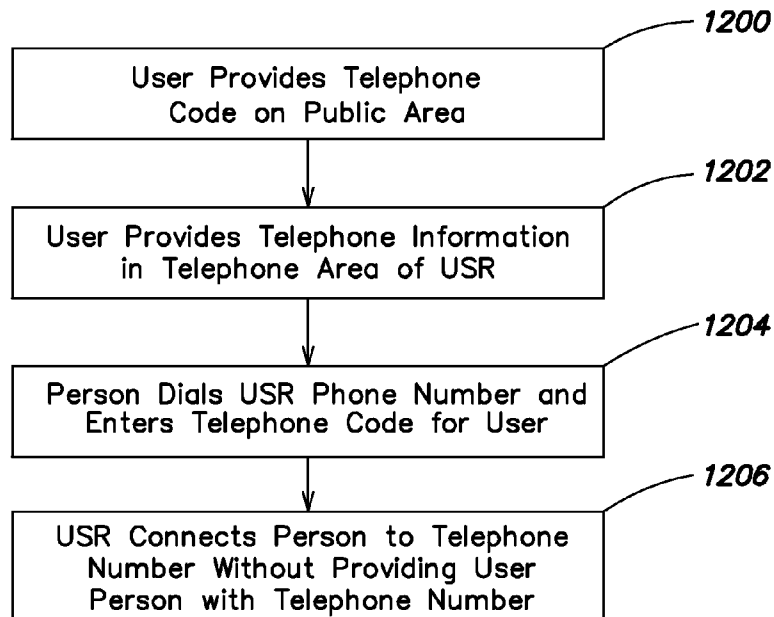 1200
User Provides Telephone
Code on Public Area
1202
User Provides Telephone Information
in Telephone Area of USR
1204
Person Dials USR Phone Number and
Enters Telephone Code for User
1206
USR Connects Person to Telephone
Number Without Providing User
Person with Telephone Number